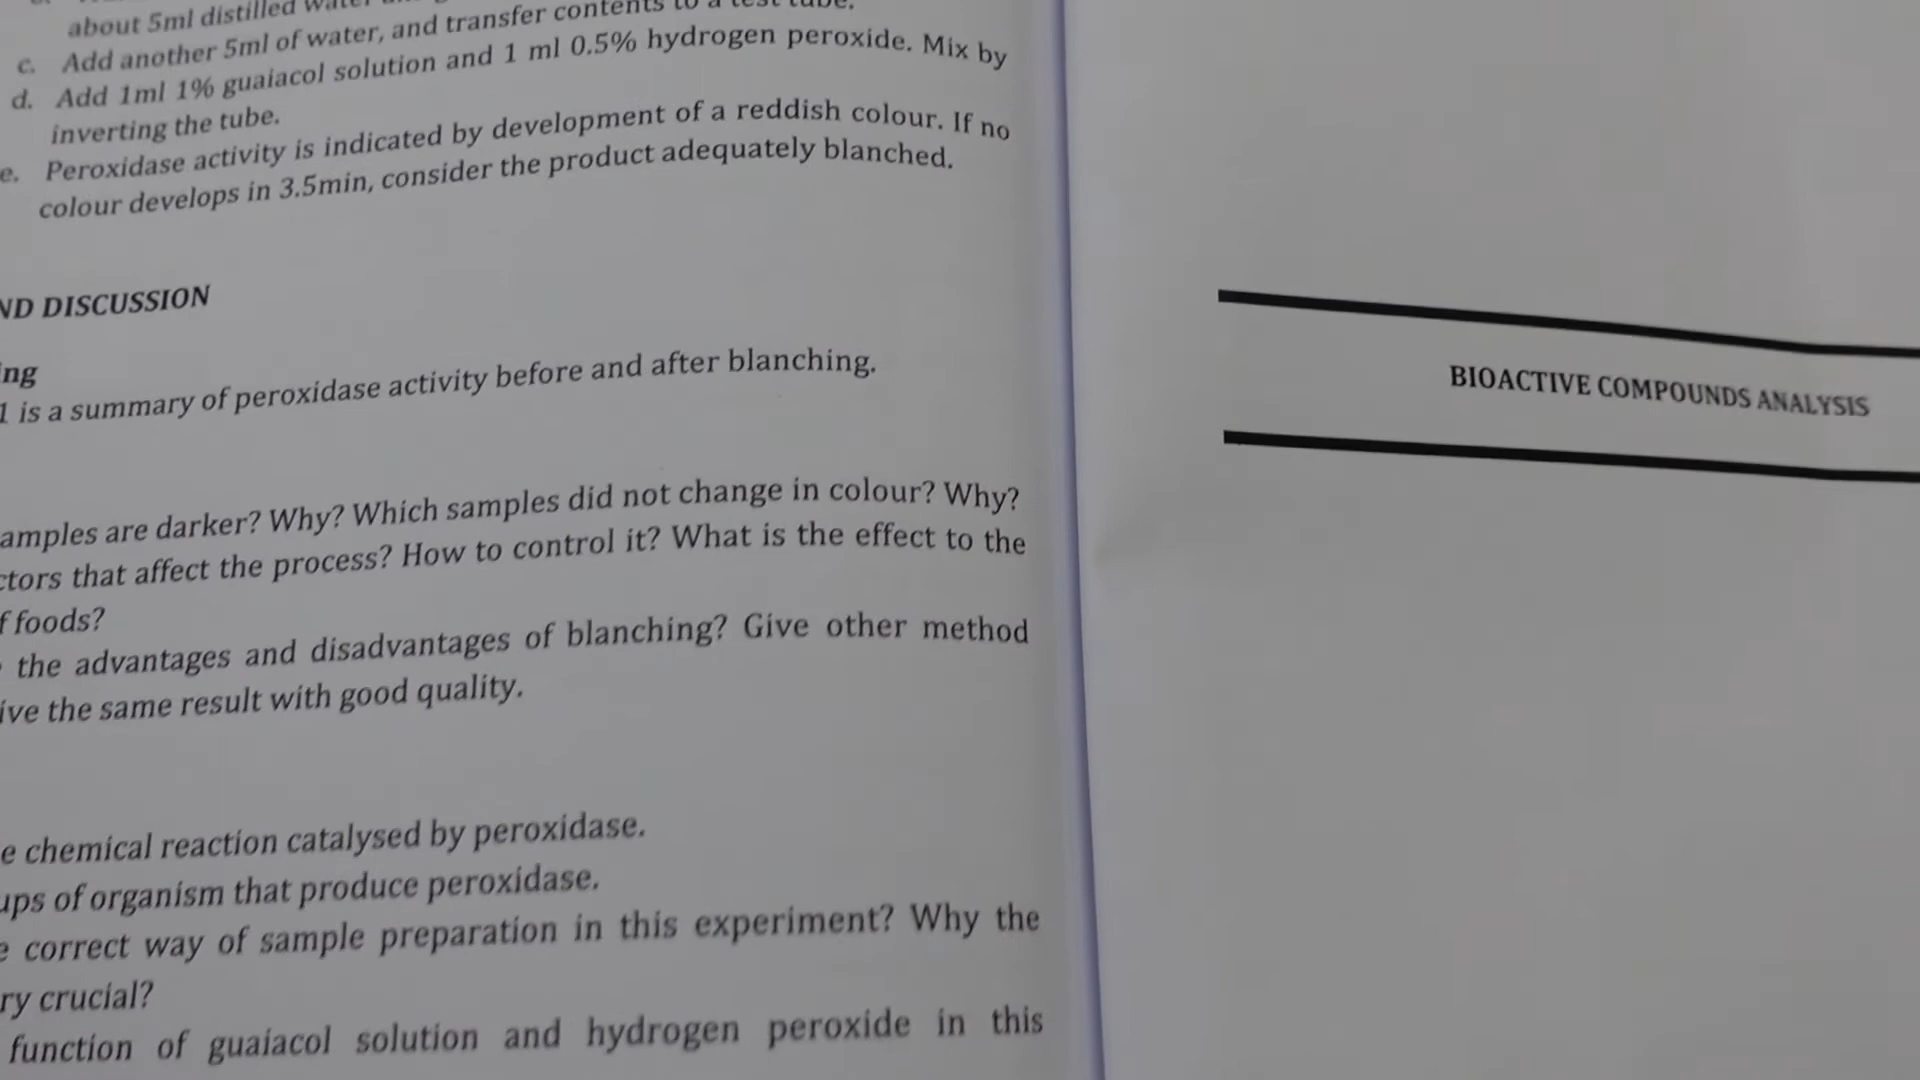 about 5ml distilled water
c. Add another 5ml of water, and transfer contents to a test tube.
d. Add 1ml 1% guaiacol solution and 1 ml 0.5% hydrogen peroxide. Mix by
inverting the tube.
e. Peroxidase activity is indicated by development of a reddish colour. If no
colour develops in 3.5min, consider the product adequately blanched.
ND DISCUSSION
ing
1 is a summary of peroxidase activity before and after blanching.
amples are darker? Why? Which samples did not change in colour? Why?
ctors that affect the process? How to control it? What is the effect to the
f foods?
the advantages and disadvantages of blanching? Give other method
ive the same result with good quality.
e chemical reaction catalysed by peroxidase.
ups of organism that produce peroxidase.
e correct way of sample preparation in this experiment? Why the
ry crucial?
function of guaiacol solution and hydrogen peroxide in this
BIOACTIVE COMPOUNDS ANALYSIS